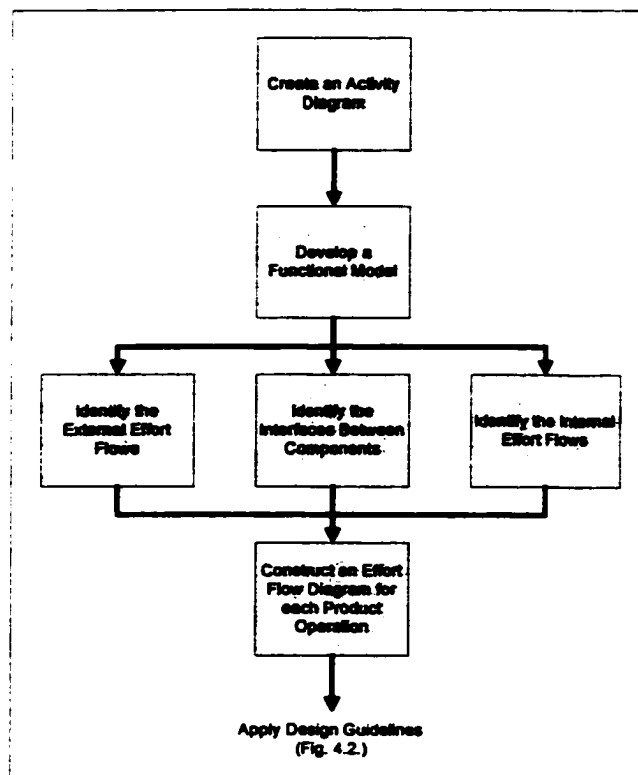 Create an Activity
Diagram
Develop a
Functional Model
Identify the
External Effort
Flows
Identify the
Interfaces Between
Components
Identify the Internal
Effort Flows
Construct an Effort
Flow Diagram for
each Product
Operation
Apply Design Guidelines
(Fig. 4.2.)